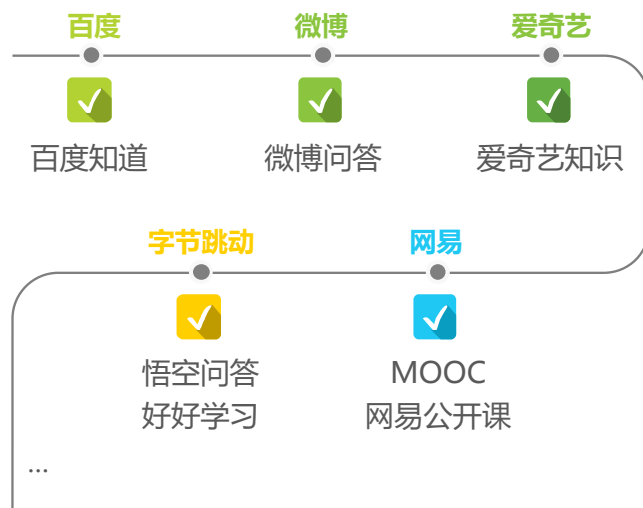 百度
微博
爱奇艺
百度知道
微博问答
爱奇艺知识
字节跳动
网易
悟空问答
好好学习
MOOC
网易公开课
...